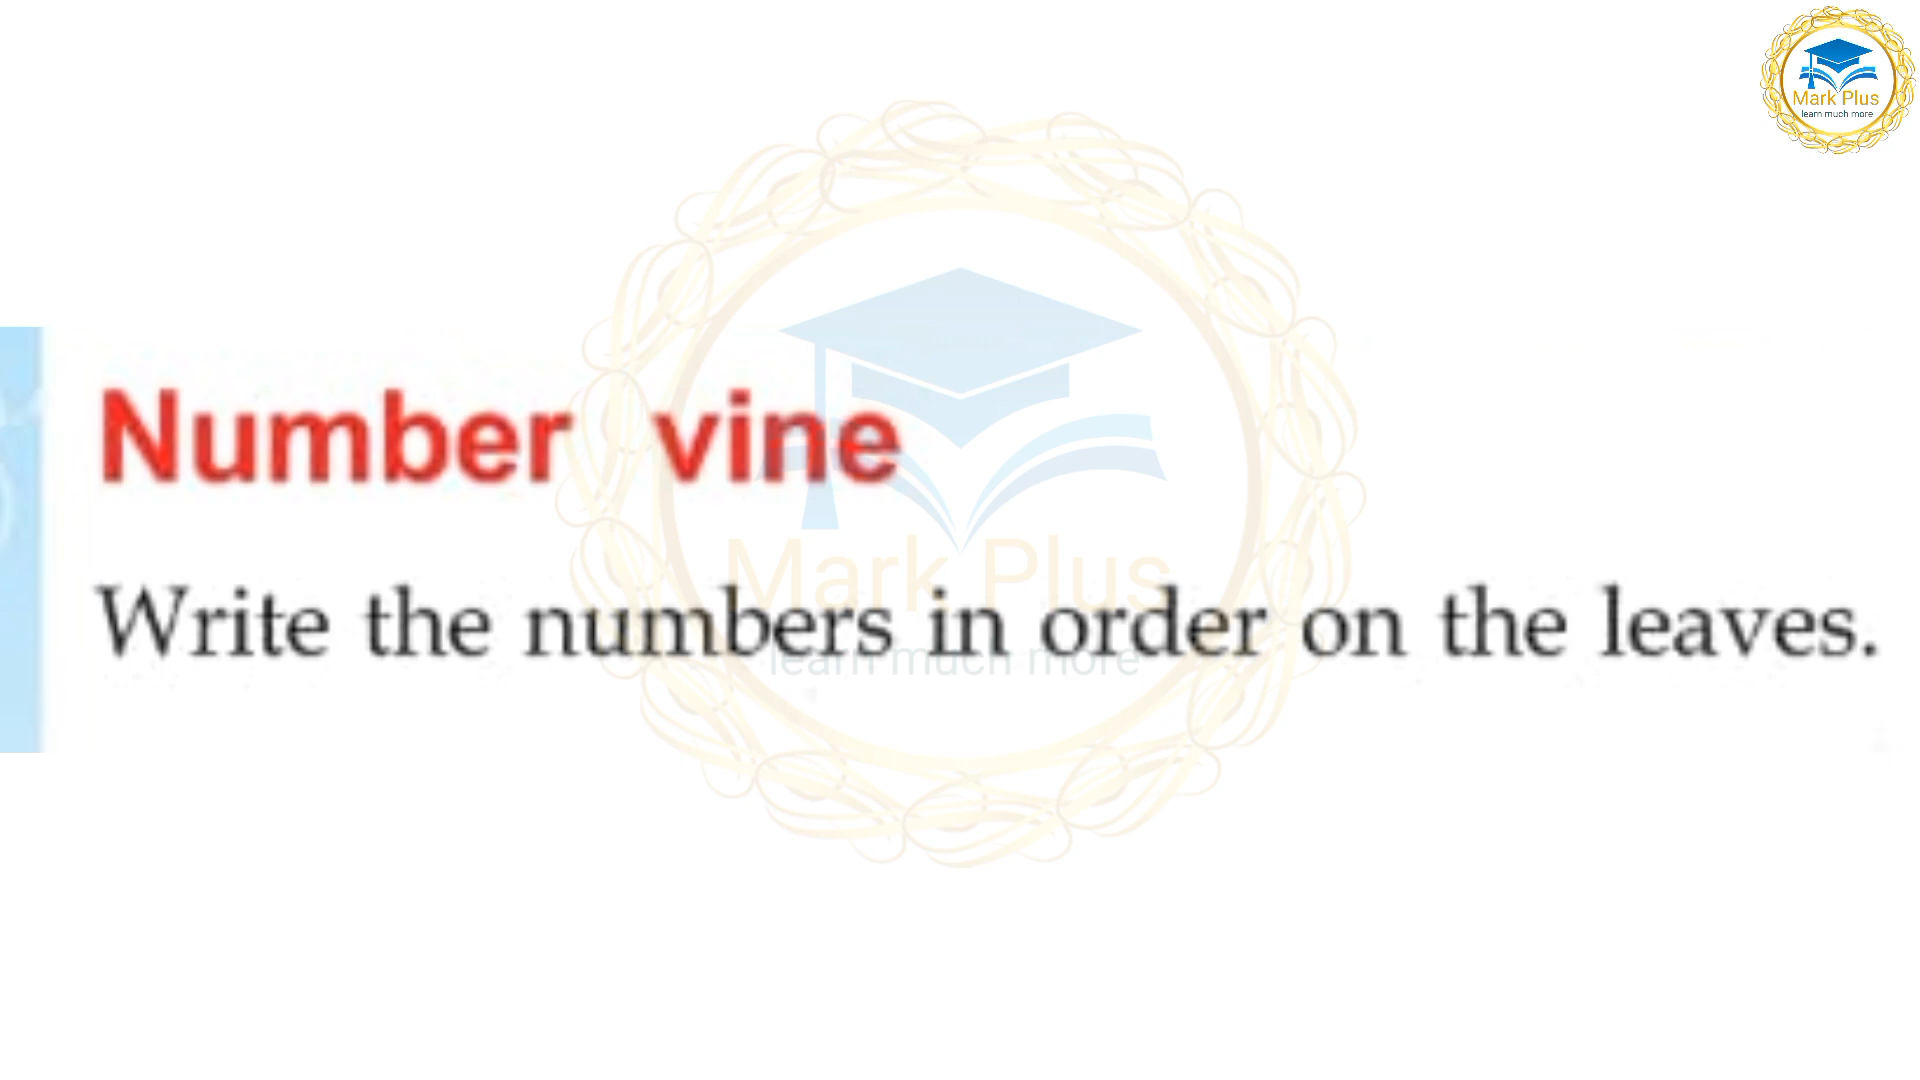 Mark Plus
learn much more
Number vine
Mark Plus
Write the numbers in order on the leaves.
learn much more